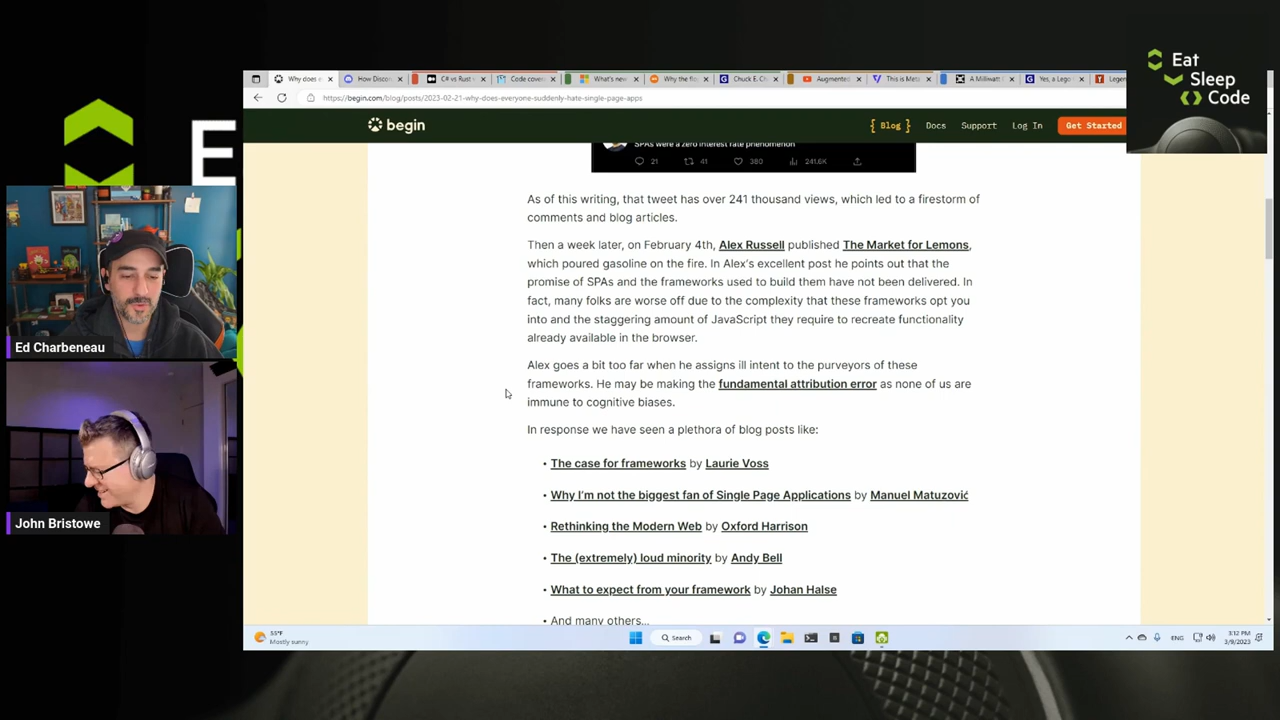 Eat
Sleep
Code
E
Ed Charbeneau
John Bristowe
Why does e
How Discor
C# vs Rust
Code cover
What's new
Why the flo
Chuck E. Ch
Augmented
This is Meta
A Milliwatt
Yes, a Lego
Legen
https://begin.com/blog/posts/2023-02-21-why-does-everyone-suddenly-hate-single-page-apps
begin
{ Blog }
Docs
Support
Log In
Get Started
SPAs were a zero interest rate phenomenon
21
41
380
241.6K
As of this writing, that tweet has over 241 thousand views, which led to a firestorm of
comments and blog articles.
Then a week later, on February 4th, Alex Russell published The Market for Lemons,
which poured gasoline on the fire. In Alex's excellent post he points out that the
promise of SPAs and the frameworks used to build them have not been delivered. In
fact, many folks are worse off due to the complexity that these frameworks opt you
into and the staggering amount of JavaScript they require to recreate functionality
already available in the browser.
Alex goes a bit too far when he assigns ill intent to the purveyors of these
frameworks. He may be making the fundamental attribution error as none of us are
immune to cognitive biases.
In response we have seen a plethora of blog posts like:
• The case for frameworks by Laurie Voss
• Why I'm not the biggest fan of Single Page Applications by Manuel Matuzović
• Rethinking the Modern Web by Oxford Harrison
• The (extremely) loud minority by Andy Bell
• What to expect from your framework by Johan Halse
• And many others...
55°F
Mostly sunny
Search
ENG
3:12 PM
3/9/2023